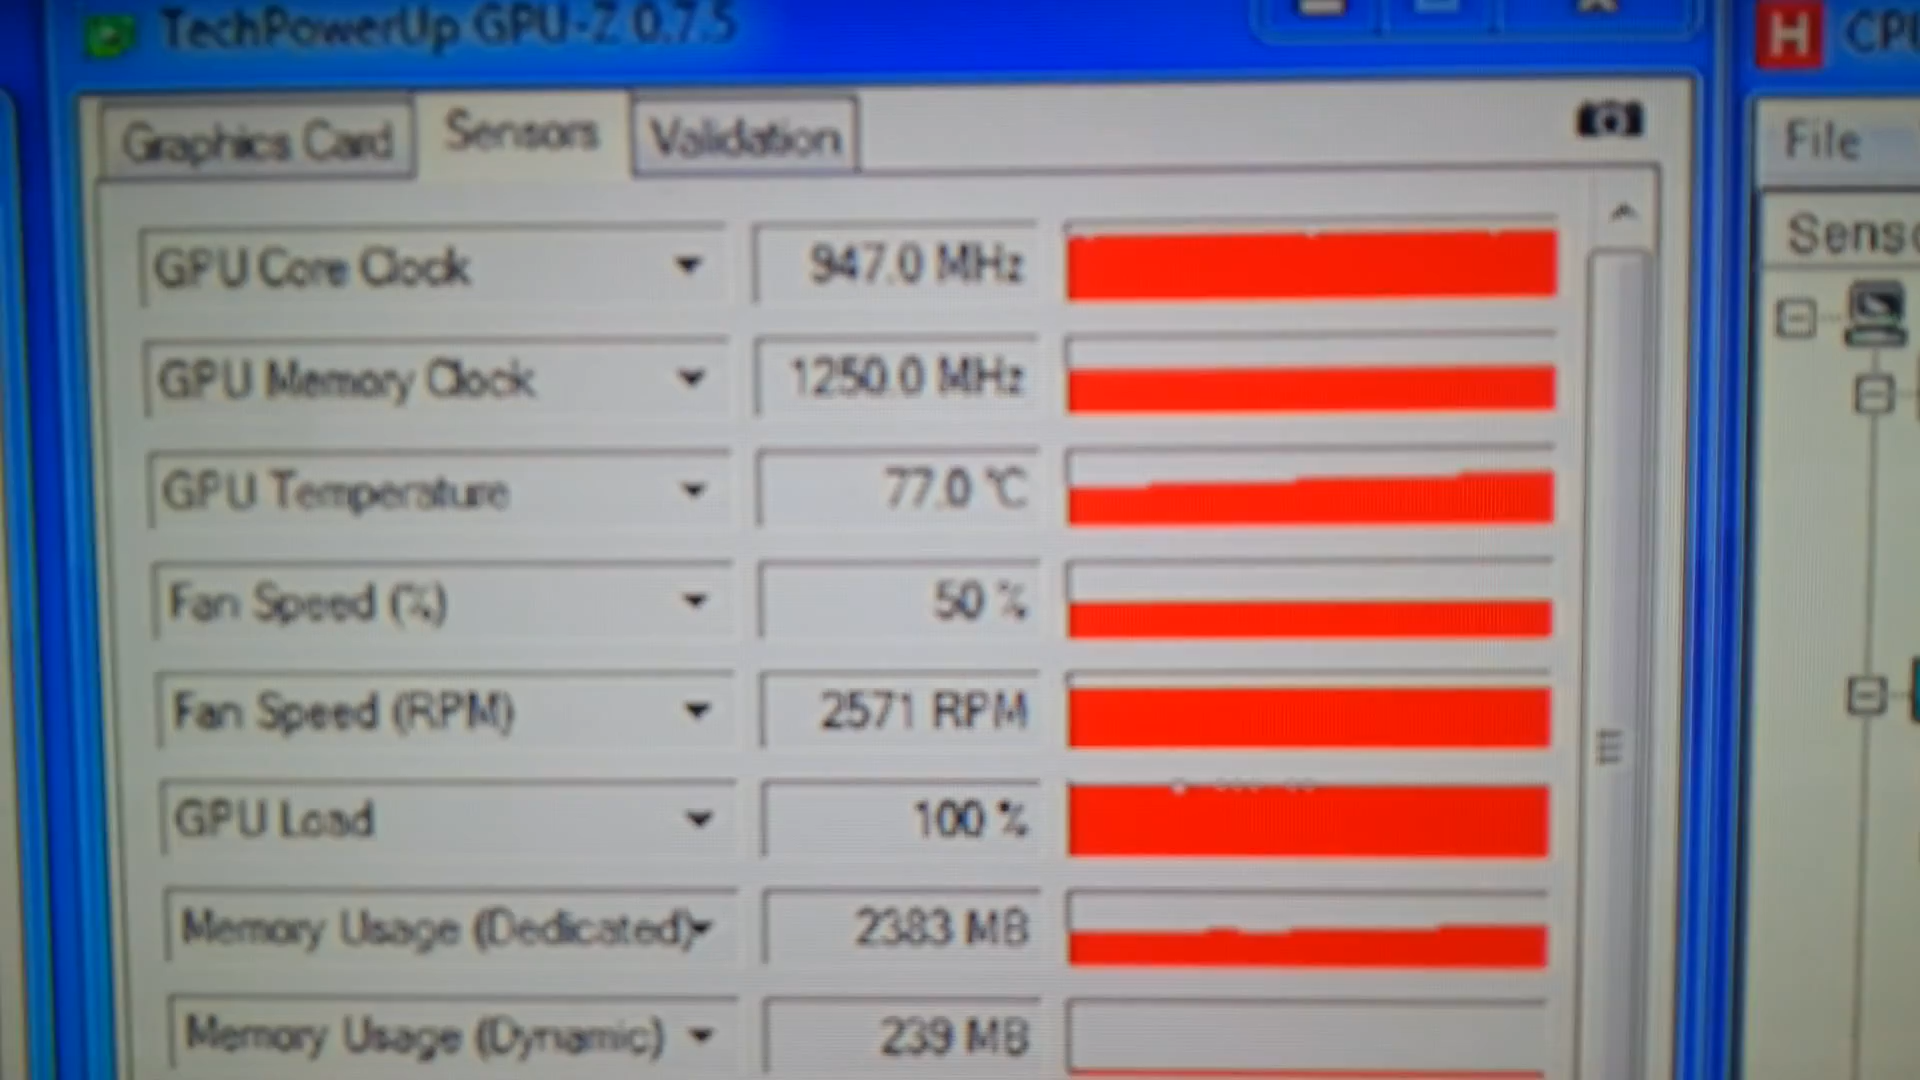 TechPowerUp GPU-Z 0.7.5
H CPU
Graphics Card Sensors Validation
File
GPU Core Clock 947.0 MHz
GPU Memory Clock 1250.0 MHz
GPU Temperature 77.0 °C
Fan Speed (%) 50 %
Fan Speed (RPM) 2571 RPM
GPU Load 100 %
Memory Usage (Dedicated) 2383 MB
Memory Usage (Dynamic) 239 MB